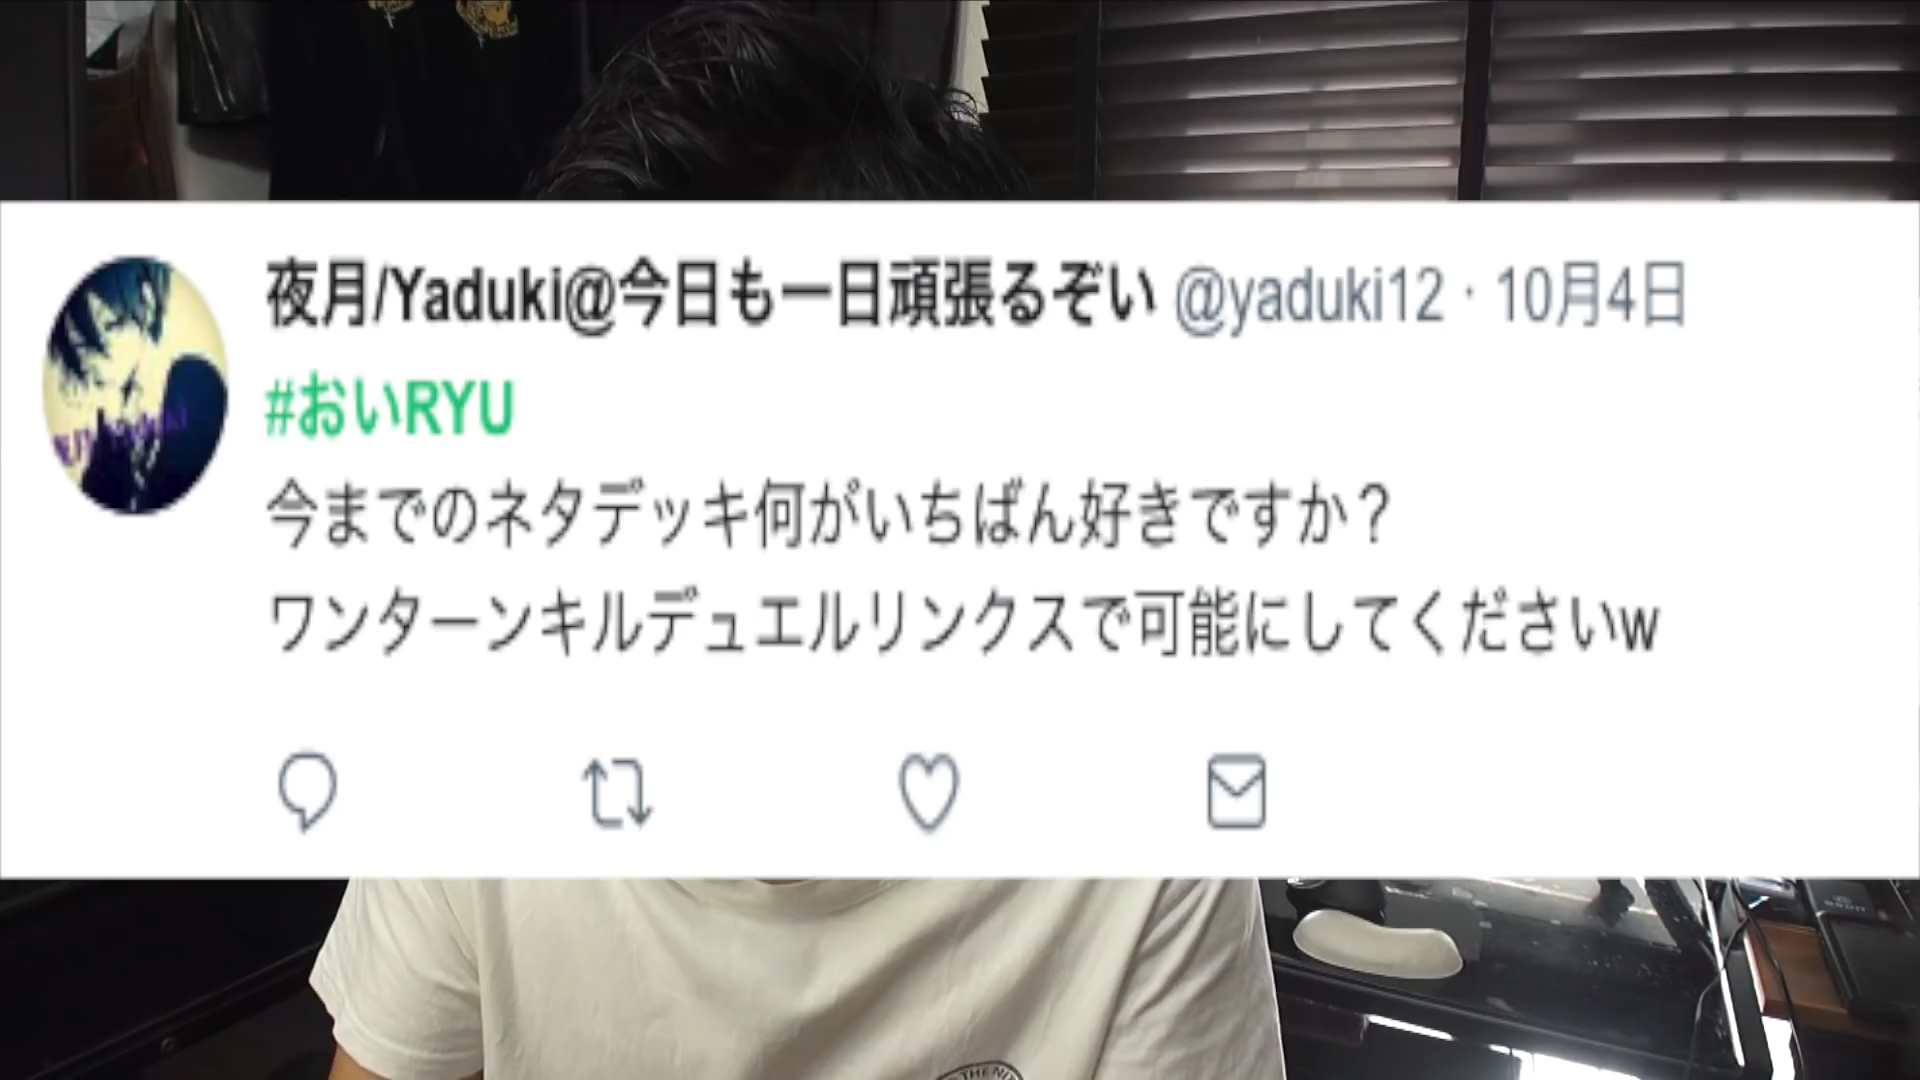 夜月/Yaduki@今日も一日頑張るぞい @yaduki12 · 10月4日
#おいRYU
今までのネタデッキ何がいちばん好きですか？
ワンターンキルデュエルリンクスで可能にしてくださいw
THE